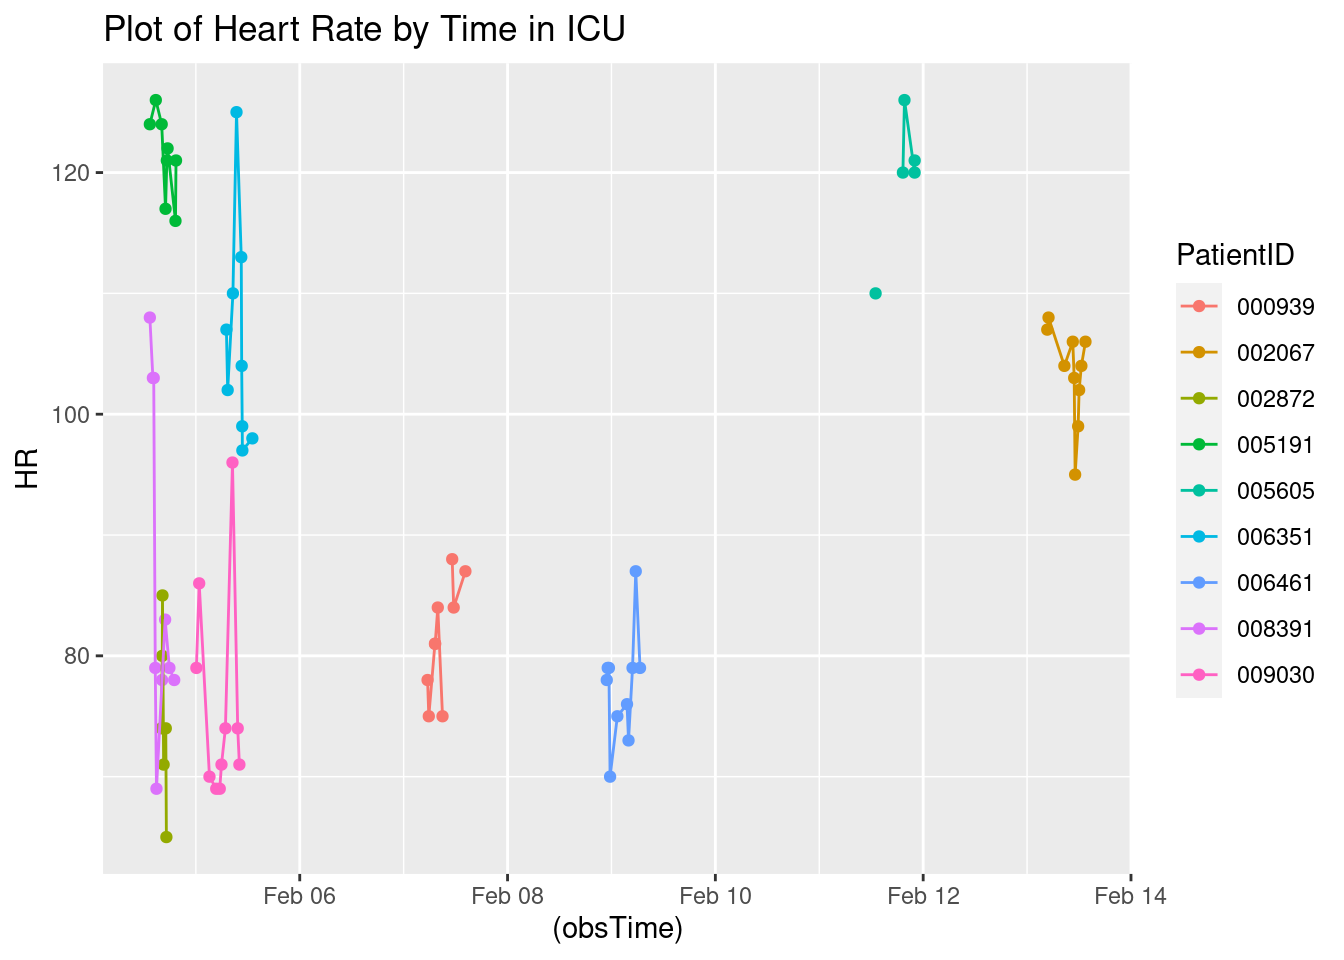 Plot of Heart Rate by Time in ICU
HR
120
100
80
Feb 06
Feb 08
Feb 10
Feb 12
Feb 14
(obsTime)
PatientID
000939
002067
002872
005191
005605
006351
006461
008391
009030